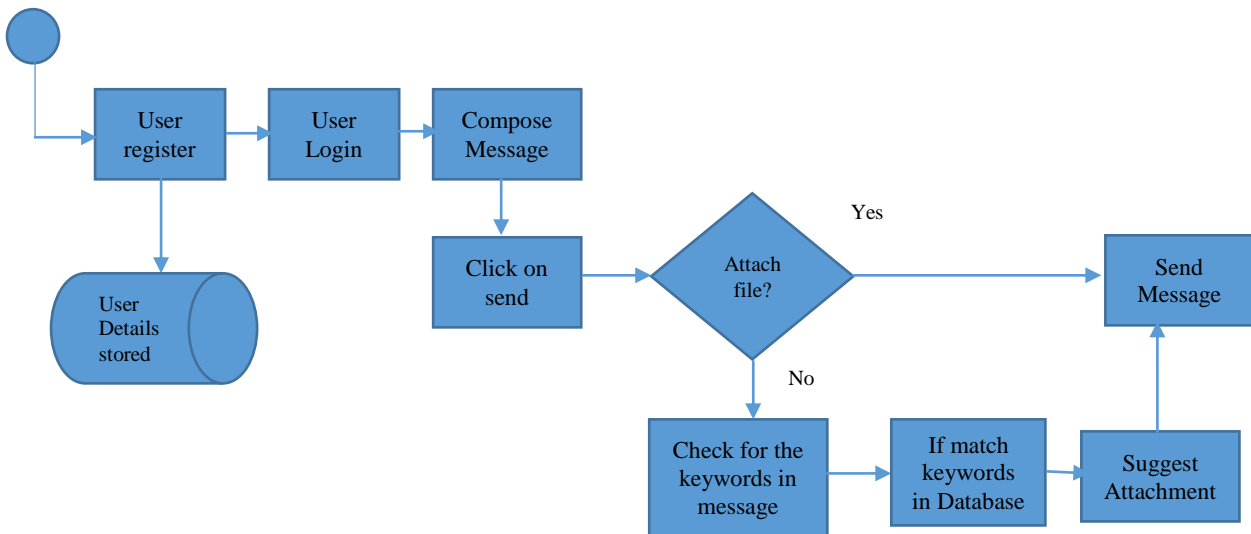 User
register
User
Login
Compose
Message
Yes
Click on
send
Attach
file?
Send
Message
User
Details
stored
No
Check for the
keywords in
message
If match
keywords
in Database
Suggest
Attachment